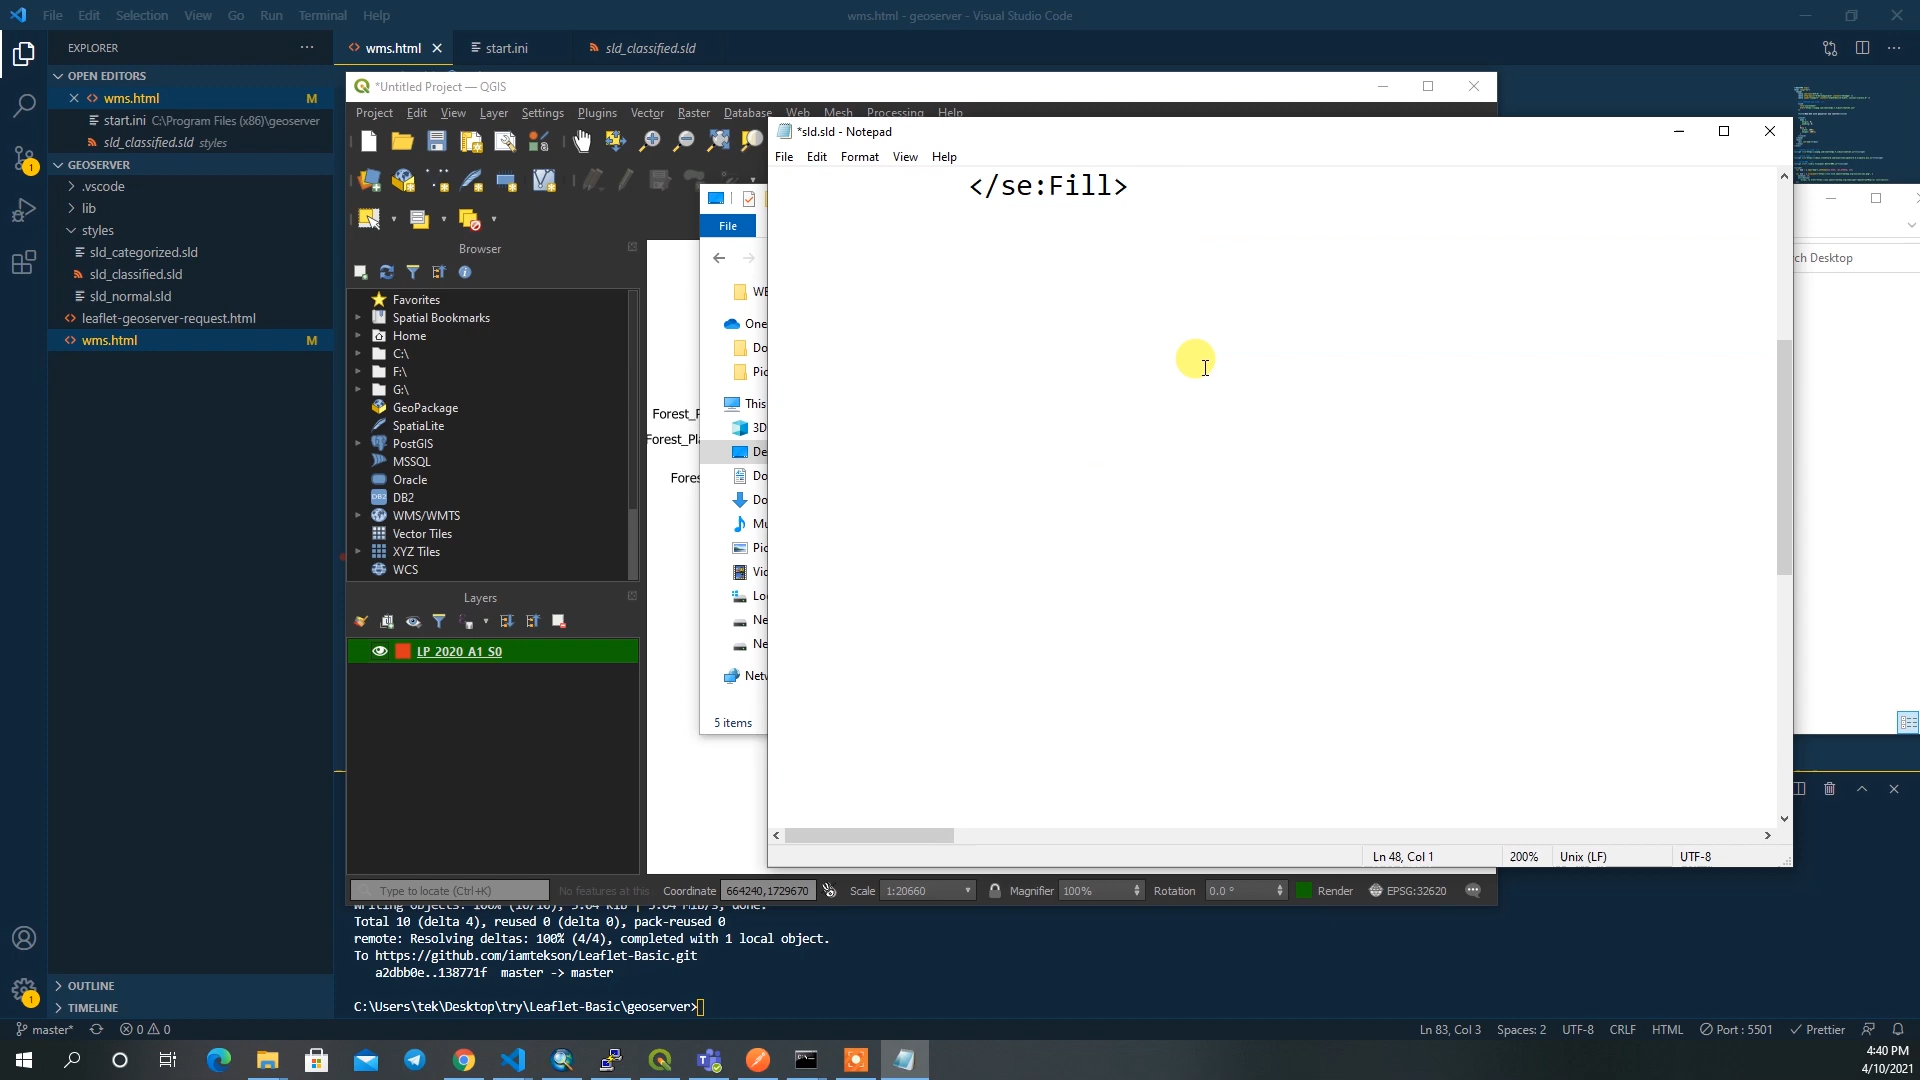 File Edit Selection View Go Run Terminal Help
wms.html - geoserver - Visual Studio Code
EXPLORER
wms.html
start.ini
sld_classified.sld
OPEN EDITORS
wms.html M
start.ini C:\Program Files (x86)\geoserver
sld_classified.sld styles
GEOSERVER
.vscode
lib
styles
sld_categorized.sld
sld_classified.sld
sld_normal.sld
leaflet-geoserver-request.html
wms.html M
OUTLINE
TIMELINE
*Untitled Project — QGIS
Project Edit View Layer Settings Plugins Vector Raster Database Web Mesh Processing Help
Browser
Favorites
Spatial Bookmarks
Home
C:\
F:\
G:\
GeoPackage
SpatiaLite
PostGIS
MSSQL
Oracle
DB2
WMS/WMTS
Vector Tiles
XYZ Tiles
WCS
Layers
LP_2020_A1_S0
Type to locate (Ctrl+K)
No features at this
Coordinate 664240,1729670
Scale 1:20660
Magnifier 100%
Rotation 0.0 °
Render
EPSG:32620
File
This
5 items
*sld.sld - Notepad
File Edit Format View Help
</se:Fill>
Ln 48, Col 1
200%
Unix (LF)
UTF-8
ch Desktop
Total 10 (delta 4), reused 0 (delta 0), pack-reused 0
remote: Resolving deltas: 100% (4/4), completed with 1 local object.
To https://github.com/iamtekson/Leaflet-Basic.git
a2dbb0e..138771f master -> master
C:\Users\tek\Desktop\try\Leaflet-Basic\geoserver>
master*
0 0
Ln 83, Col 3 Spaces: 2 UTF-8 CRLF HTML Port : 5501 Prettier
4:40 PM
4/10/2021